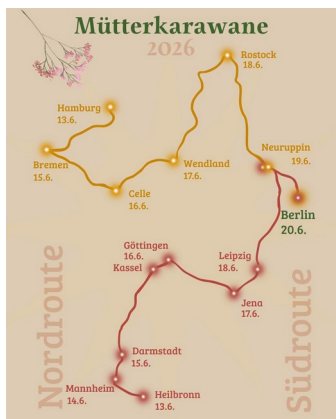 Mütterkarawane
2026
Rostock
18.6.
Hamburg
13.6.
Neuruppin
19.6.
Bremen
15.6.
Wendland
17.6.
Celle
16.6.
Berlin
20.6.
Göttingen
16.6.
Kassel
Leipzig
18.6.
Jena
17.6.
Darmstadt
15.6.
Mannheim
14.6.
Heilbronn
13.6.
Nordroute
Südroute